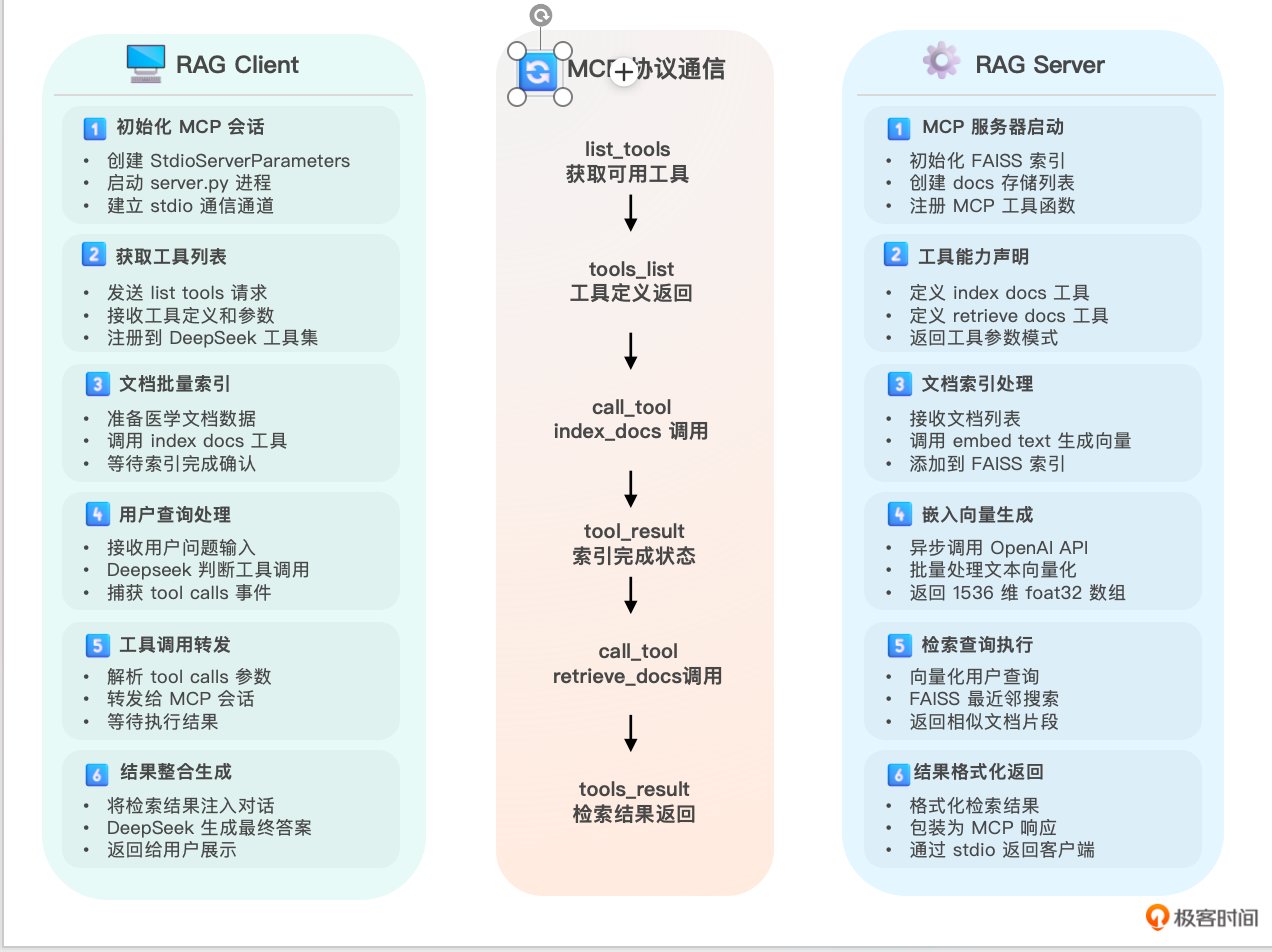 RAG Client
1 初始化 MCP 会话
• 创建 StdioServerParameters
• 启动 server.py 进程
• 建立 stdio 通信通道
2 获取工具列表
• 发送 list tools 请求
• 接收工具定义和参数
• 注册到 DeepSeek 工具集
3 文档批量索引
• 准备医学文档数据
• 调用 index docs 工具
• 等待索引完成确认
4 用户查询处理
• 接收用户问题输入
• Deepseek 判断工具调用
• 捕获 tool calls 事件
5 工具调用转发
• 解析 tool calls 参数
• 转发给 MCP 会话
• 等待执行结果
6 结果整合生成
• 将检索结果注入对话
• DeepSeek 生成最终答案
• 返回给用户展示
MCP 协议通信
list_tools
获取可用工具
tools_list
工具定义返回
call_tool
index_docs 调用
tool_result
索引完成状态
call_tool
retrieve_docs调用
tools_result
检索结果返回
RAG Server
1 MCP 服务器启动
• 初始化 FAISS 索引
• 创建 docs 存储列表
• 注册 MCP 工具函数
2 工具能力声明
• 定义 index docs 工具
• 定义 retrieve docs 工具
• 返回工具参数模式
3 文档索引处理
• 接收文档列表
• 调用 embed text 生成向量
• 添加到 FAISS 索引
4 嵌入向量生成
• 异步调用 OpenAI API
• 批量处理文本向量化
• 返回 1536 维 foat32 数组
5 检索查询执行
• 向量化用户查询
• FAISS 最近邻搜索
• 返回相似文档片段
6 结果格式化返回
• 格式化检索结果
• 包装为 MCP 响应
• 通过 stdio 返回客户端
极客时间